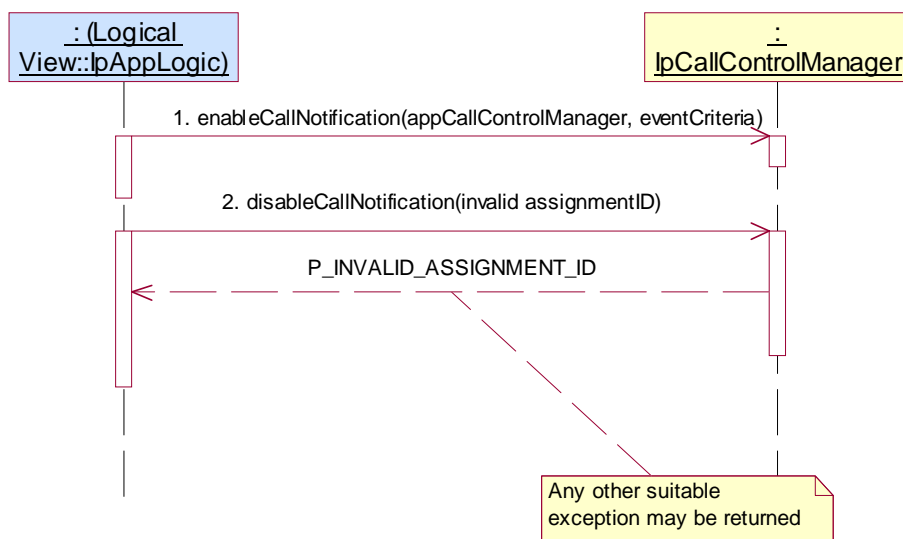 : (Logical
View::IpAppLogic)
:
IpCallControlManager
1. enableCallNotification(appCallControlManager, eventCriteria)
2. disableCallNotification(invalid assignmentID)
P_INVALID_ASSIGNMENT_ID
Any other suitable
exception may be returned